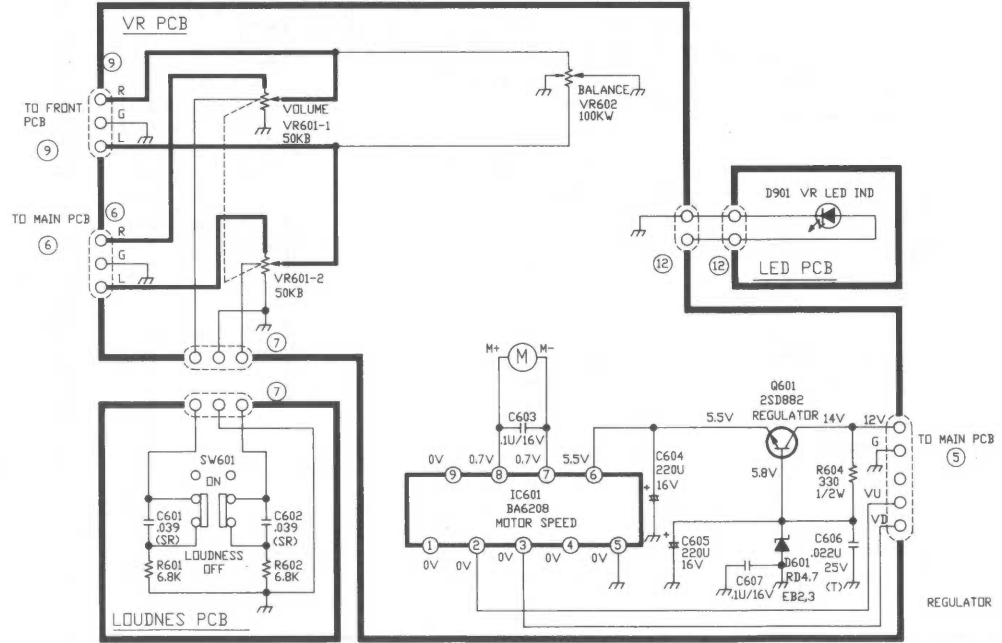 VR PCB
9
R
TO FRONT
PCB
G
L
9
VOLUME
VR601-1
50KB
BALANCE
VR602
100KW
TO MAIN PCB
6
6
R
G
L
VR601-2
50KB
7
D901 VR LED IND
12
12
LED PCB
7
SW601
ON
C601
.039
(SR)
C602
.039
(SR)
LOUDNESS
OFF
R601
6.8K
R602
6.8K
LOUDNES PCB
M+
M
M-
C603
.1U/16V
0V
0.7V
0.7V
5.5V
9
8
7
6
IC601
BA6208
MOTOR SPEED
1
2
3
4
5
0V
0V
0V
0V
0V
5.5V
Q601
2SD882
REGULATOR
14V
12V
5.8V
C604
220U
16V
+
R604
330
1/2W
G
TO MAIN PCB
5
VU
VD
+
C605
220U
16V
D601
RD4.7
EB2,3
C606
.022U
25V
(T)
C607
.1U/16V
REGULATOR